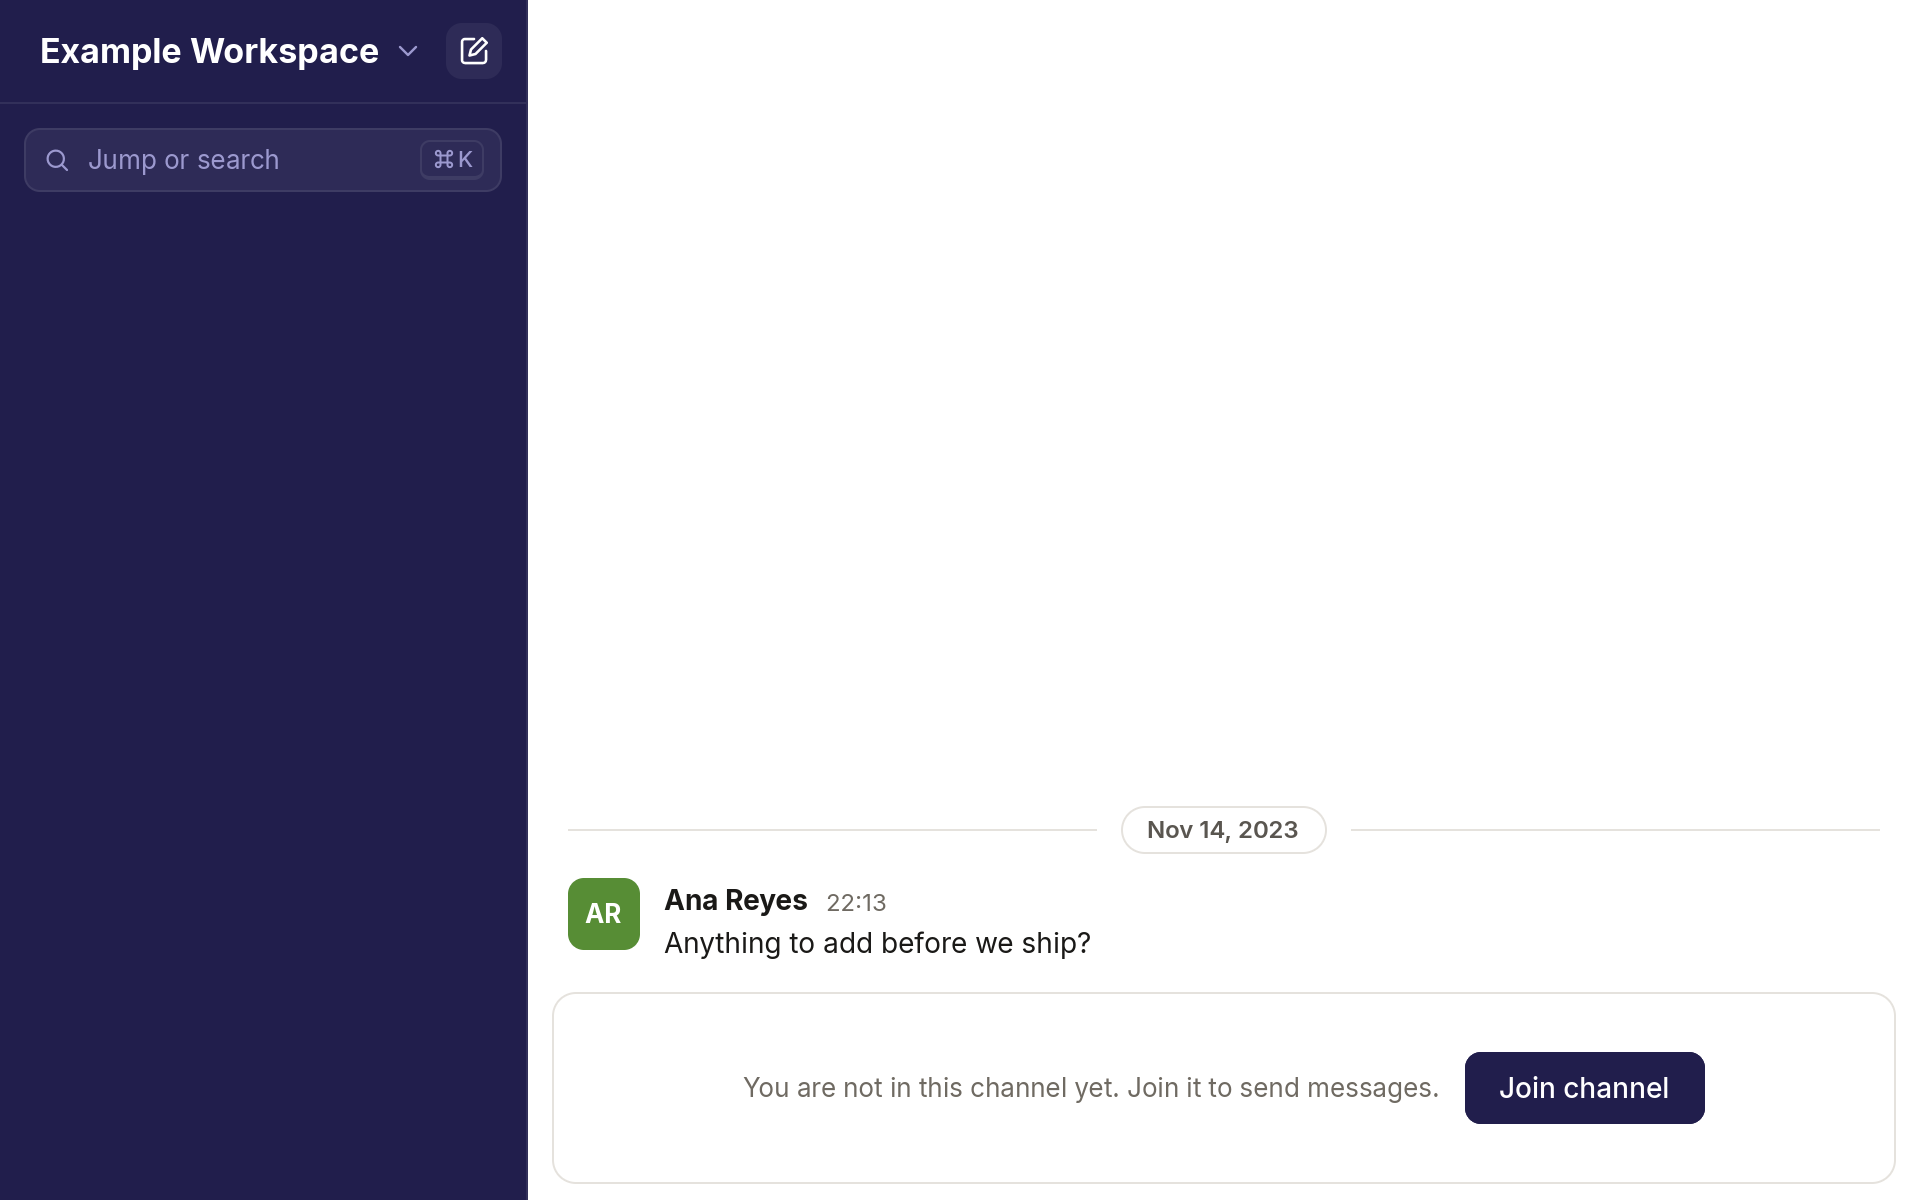 Example Workspace
Jump or search ⌘K
Nov 14, 2023
AR
Ana Reyes 22:13
Anything to add before we ship?
You are not in this channel yet. Join it to send messages.
Join channel